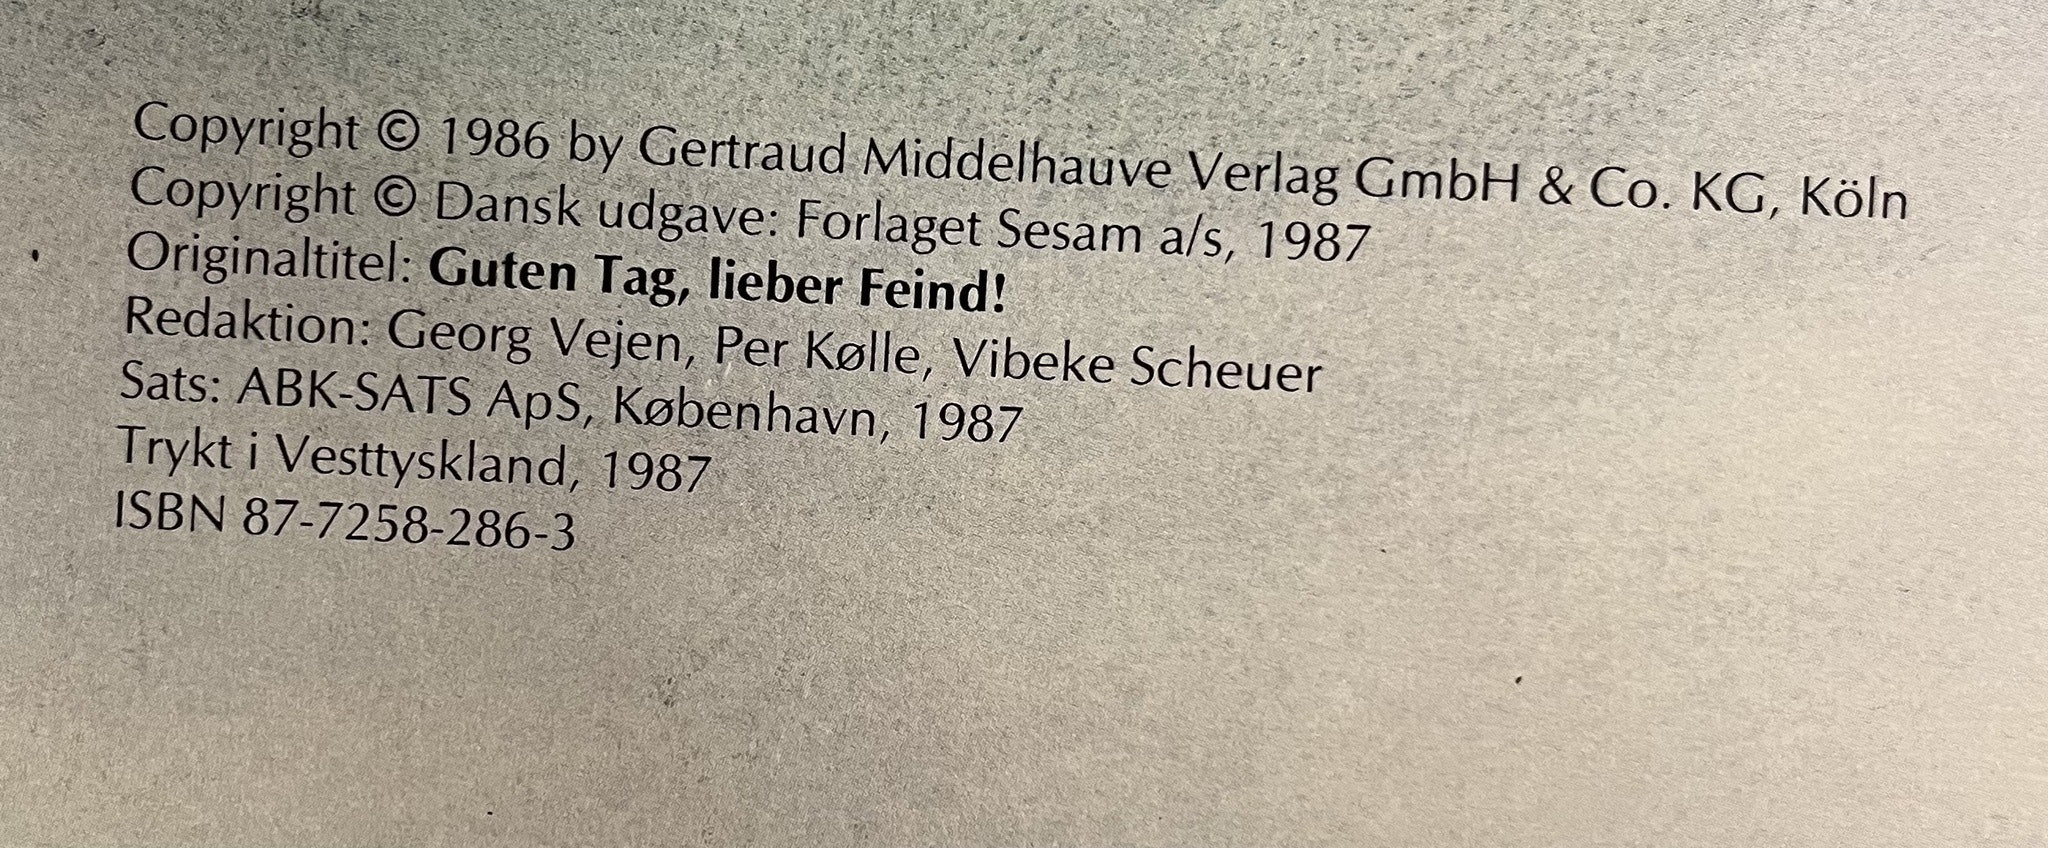 Copyright © 1986 by Gertraud Middelhauve Verlag GmbH & Co. KG, Köln
Copyright © Dansk udgave: Forlaget Sesam a/s, 1987
Originaltitel: Guten Tag, lieber Feind!
Redaktion: Georg Vejen, Per Kølle, Vibeke Scheuer
Sats: ABK-SATS ApS, København, 1987
Trykt i Vesttyskland, 1987
ISBN 87-7258-286-3